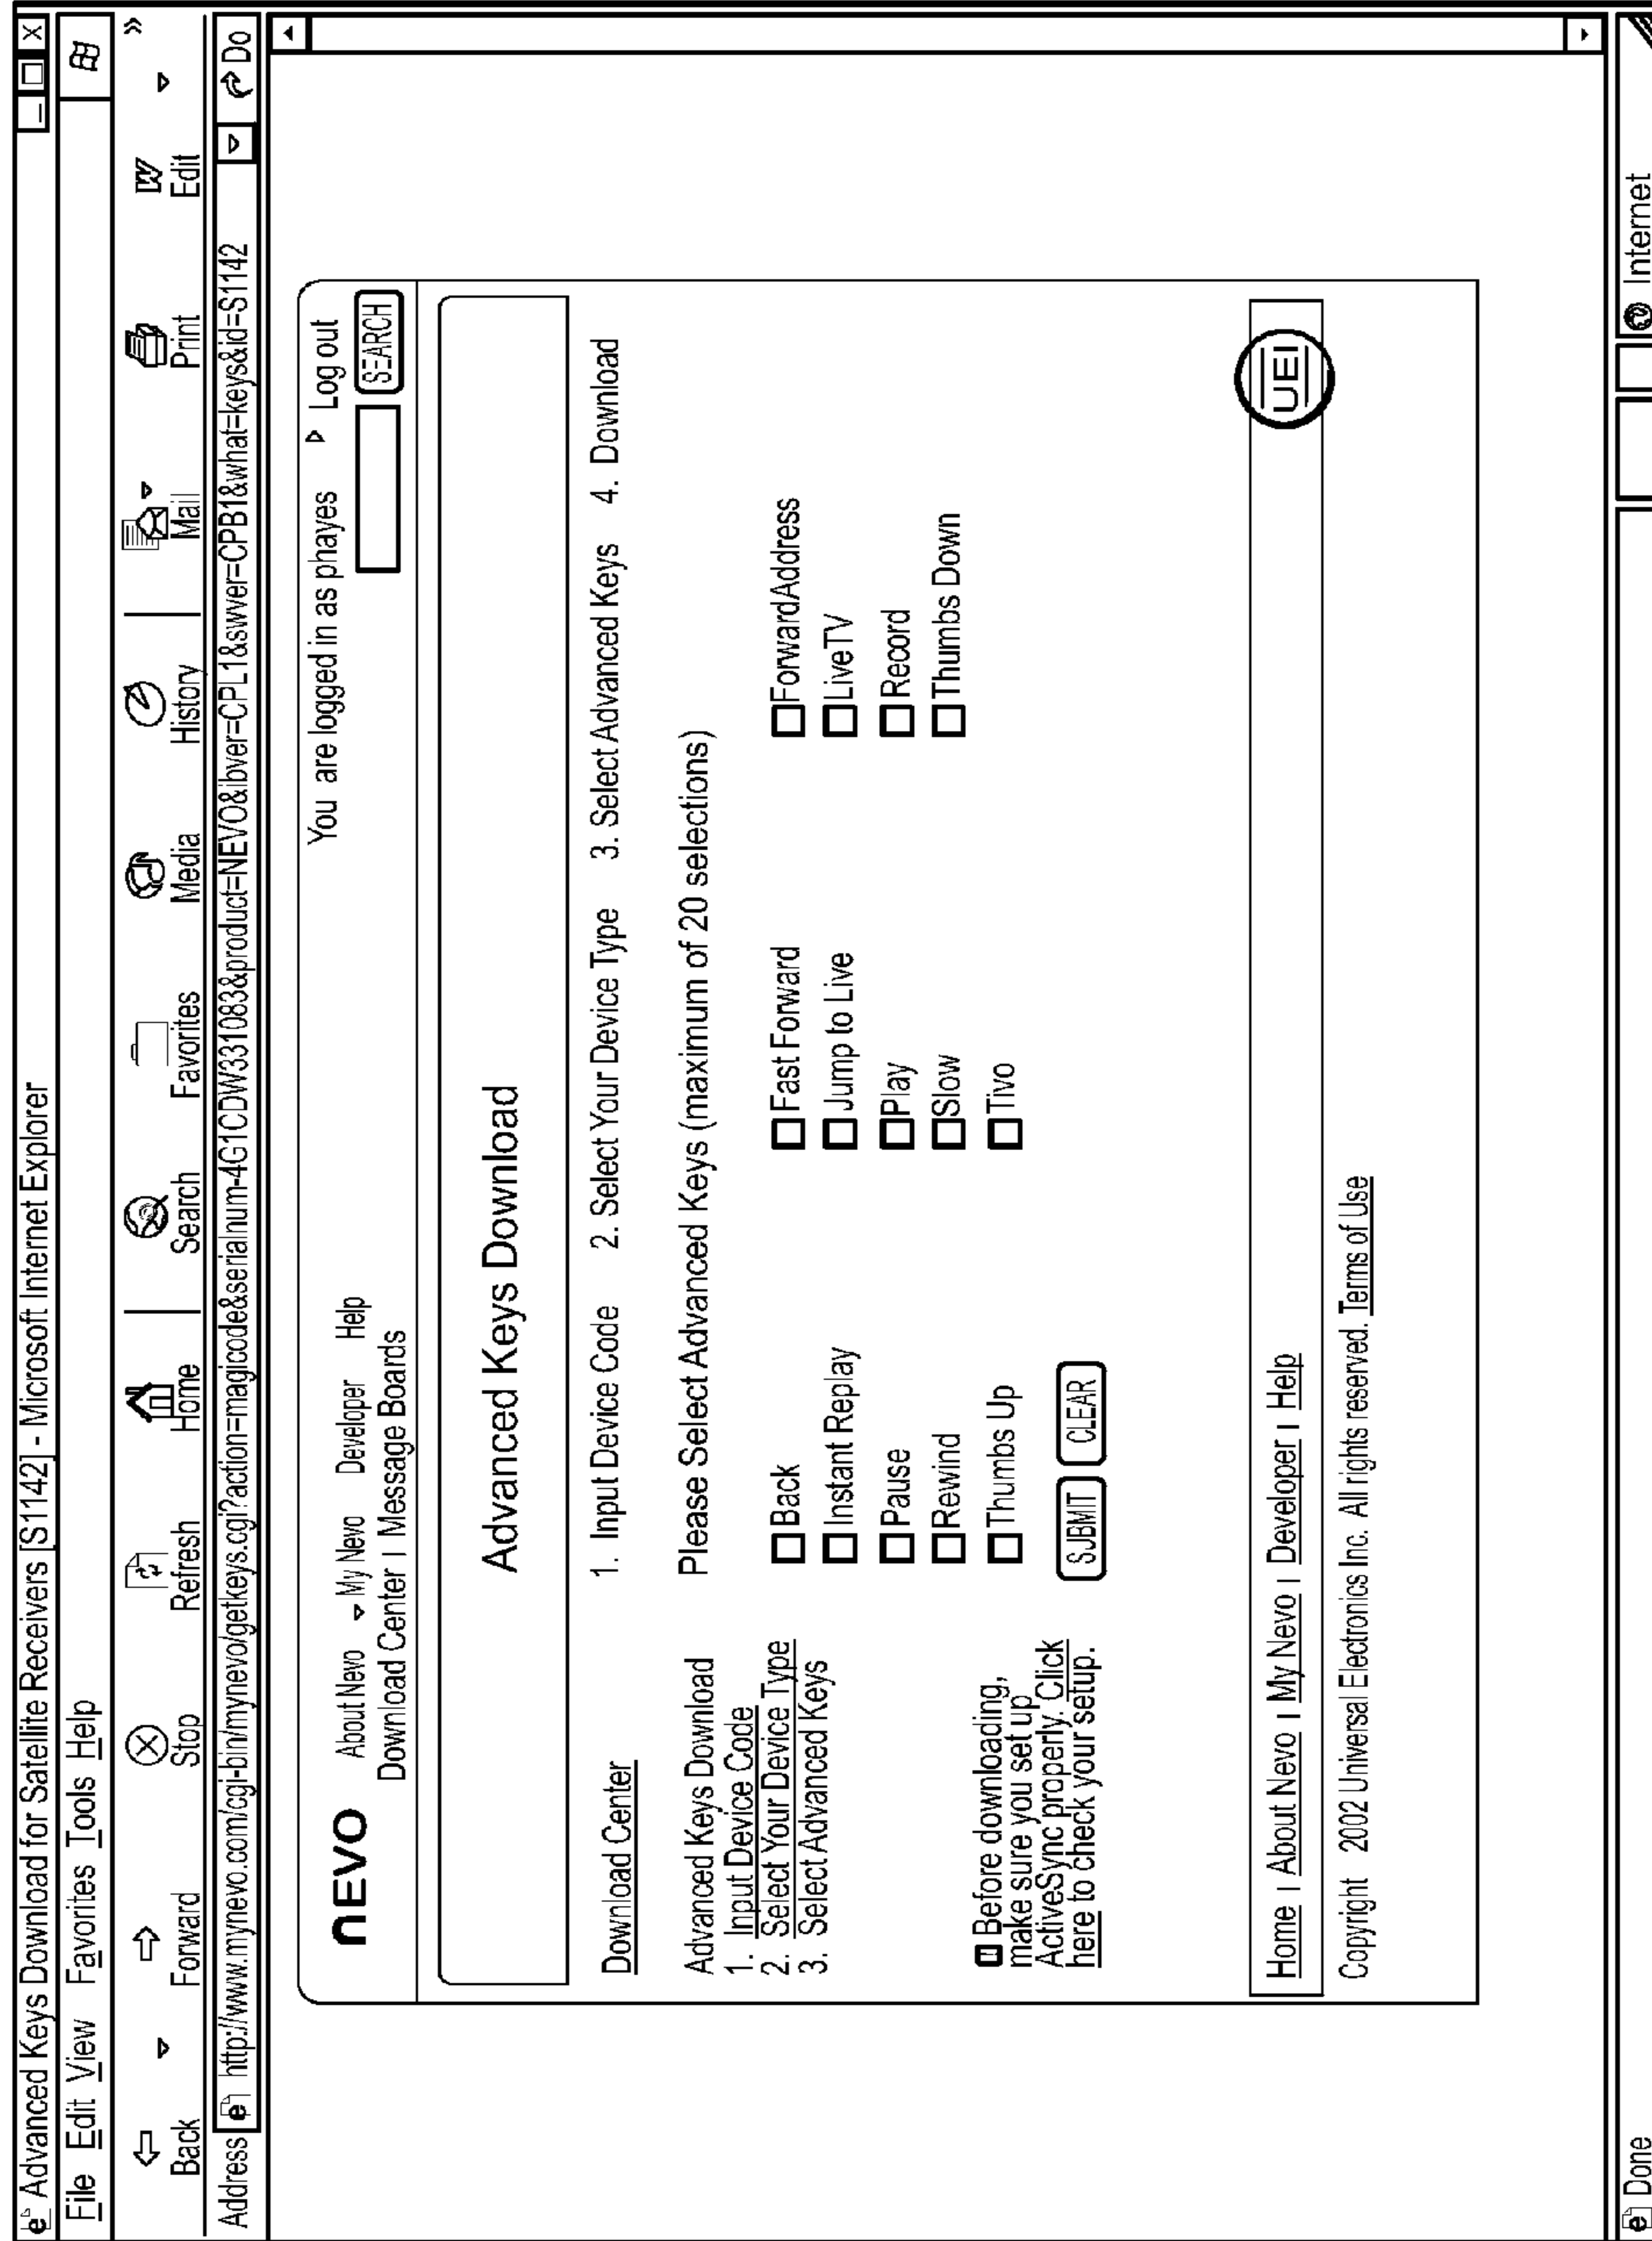 Advanced Keys Download for Satellite Receivers [S1142] - Microsoft Internet Explorer
File Edit View Favorites Tools Help
Back Forward Stop Refresh Home Search Favorites Media History Mail Print Edit
Address http://www.mynevo.com/cgi-bin/mynevo/getkeys.cgi?action=magicode&serialnum-4G1CDW331083&product=NEVO&ibver=CPL1&swver=CPB1&what=keys&id=S1142 Do
You are logged in as phayes Log out
nEVO About Nevo My Nevo Developer Help SEARCH
Download Center | Message Boards
Advanced Keys Download
Download Center 1. Input Device Code 2. Select Your Device Type 3. Select Advanced Keys 4. Download
Advanced Keys Download
1. Input Device Code
2. Select Your Device Type
3. Select Advanced Keys
Before downloading,
make sure you set up
ActiveSync properly. Click
here to check your setup.
Please Select Advanced Keys (maximum of 20 selections)
Back Fast Forward ForwardAddress
Instant Replay Jump to Live LiveTV
Pause Play Record
Rewind Slow Thumbs Down
Thumbs Up Tivo
SUBMIT CLEAR
Home | About Nevo | My Nevo | Developer | Help UEI
Copyright 2002 Universal Electronics Inc. All rights reserved. Terms of Use
Done Internet